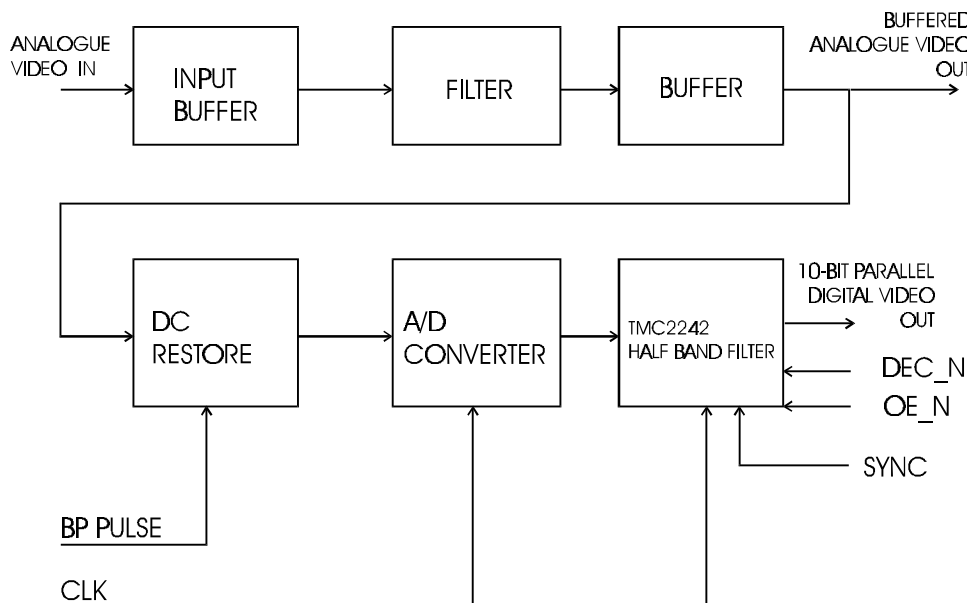 ANALOGUE
VIDEO IN
INPUT
BUFFER
FILTER
BUFFER
BUFFERED
ANALOGUE VIDEO
OUT
DC
RESTORE
A/D
CONVERTER
TMC2242
HALF BAND FILTER
10-BIT PARALLEL
DIGITAL VIDEO
OUT
DEC_N
OE_N
SYNC
BP PULSE
CLK